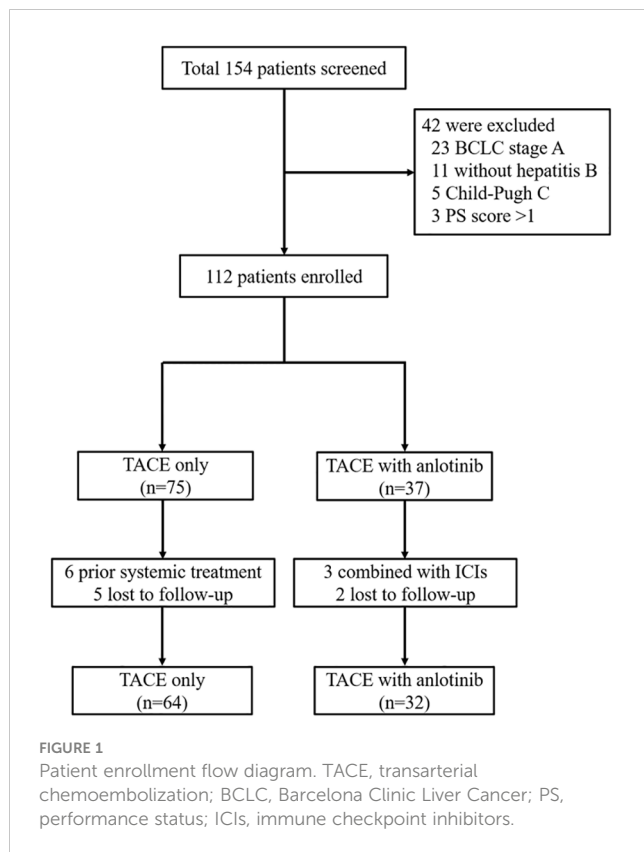 Total 154 patients screened
42 were excluded
23 BCLC stage A
11 without hepatitis B
5 Child-Pugh C
3 PS score >1
112 patients enrolled
TACE only
(n=75)
TACE with anlotinib
(n=37)
6 prior systemic treatment
5 lost to follow-up
3 combined with ICIs
2 lost to follow-up
TACE only
(n=64)
TACE with anlotinib
(n=32)
FIGURE 1
Patient enrollment flow diagram. TACE, transarterial
chemoembolization; BCLC, Barcelona Clinic Liver Cancer; PS,
performance status; ICIs, immune checkpoint inhibitors.